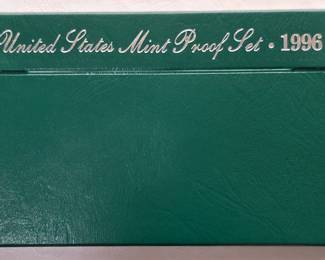 United States Mint Proof Set • 1996